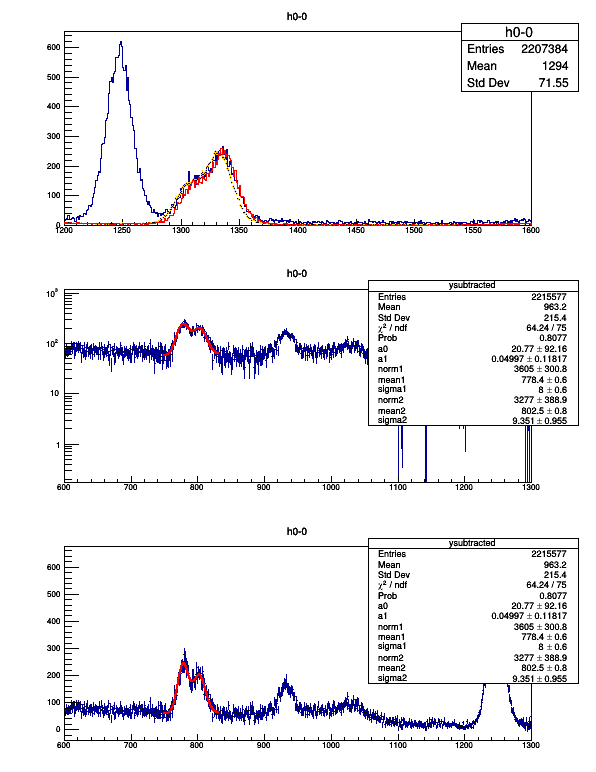 h0-0
h0-0
Entries 2207384
Mean 1294
Std Dev 71.55
600
500
400
300
200
100
0
1200 1250 1300 1350 1400 1450 1500 1550 1600
h0-0
ysubtracted
Entries 2215577
Mean 963.2
Std Dev 215.4
χ² / ndf 64.24 / 75
Prob 0.8077
a0 20.77 ± 92.16
a1 0.04997 ± 0.11817
norm1 3605 ± 300.8
mean1 778.4 ± 0.6
sigma1 8 ± 0.6
norm2 3277 ± 388.9
mean2 802.5 ± 0.8
sigma2 9.351 ± 0.955
10³
10²
10
1
600 700 800 900 1000 1100 1200 1300
h0-0
ysubtracted
Entries 2215577
Mean 963.2
Std Dev 215.4
χ² / ndf 64.24 / 75
Prob 0.8077
a0 20.77 ± 92.16
a1 0.04997 ± 0.11817
norm1 3605 ± 300.8
mean1 778.4 ± 0.6
sigma1 8 ± 0.6
norm2 3277 ± 388.9
mean2 802.5 ± 0.8
sigma2 9.351 ± 0.955
600
500
400
300
200
100
0
600 700 800 900 1000 1100 1200 1300